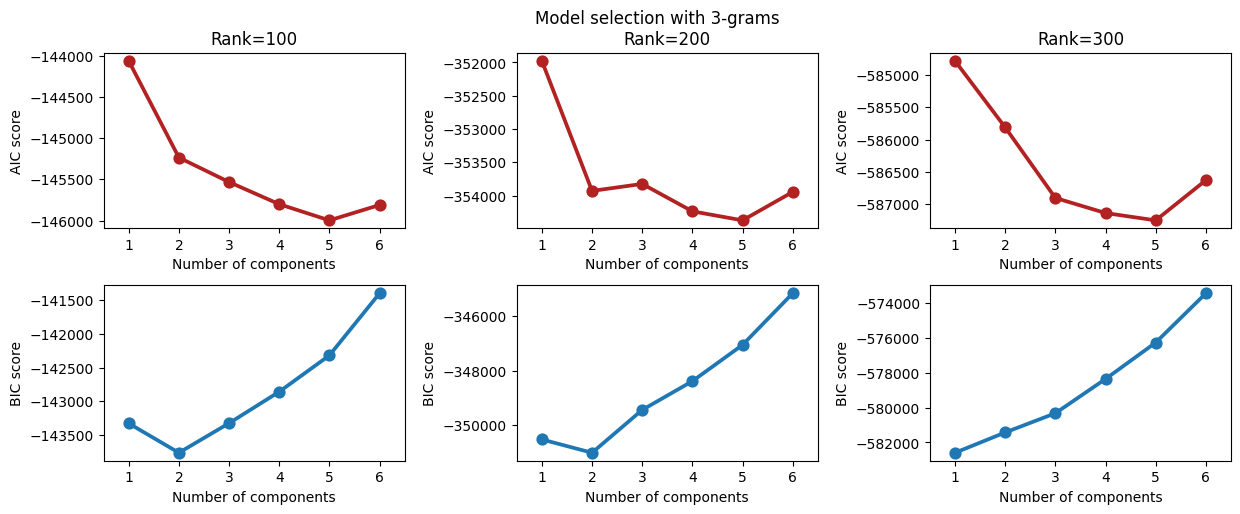 Model selection with 3-grams
Rank=100
Rank=200
Rank=300
AIC score
−144000
−144500
−145000
−145500
−146000
1 2 3 4 5 6
Number of components
AIC score
−352000
−352500
−353000
−353500
−354000
1 2 3 4 5 6
Number of components
AIC score
−585000
−585500
−586000
−586500
−587000
1 2 3 4 5 6
Number of components
BIC score
−141500
−142000
−142500
−143000
−143500
1 2 3 4 5 6
Number of components
BIC score
−346000
−348000
−350000
1 2 3 4 5 6
Number of components
BIC score
−574000
−576000
−578000
−580000
−582000
1 2 3 4 5 6
Number of components